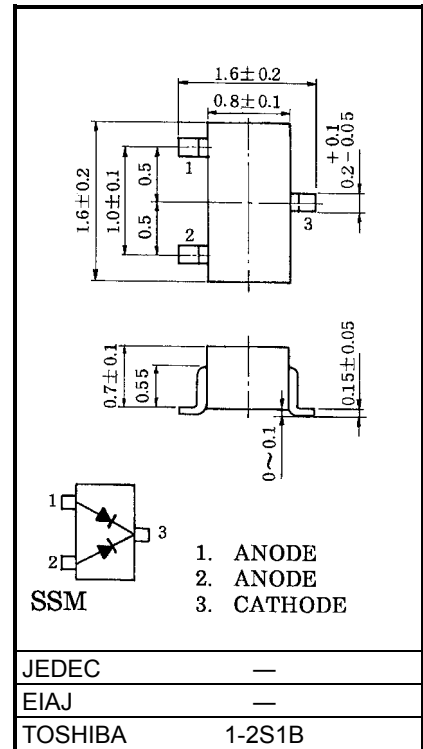 1.6±0.2
0.8±0.1
+0.1
0.2-0.05
1.6±0.2
1.0±0.1
0.5
0.5
1
2
3
0.7±0.1
0.55
0.15±0.05
0~0.1
1
2
3
SSM
1. ANODE
2. ANODE
3. CATHODE
JEDEC —
EIAJ —
TOSHIBA 1-2S1B